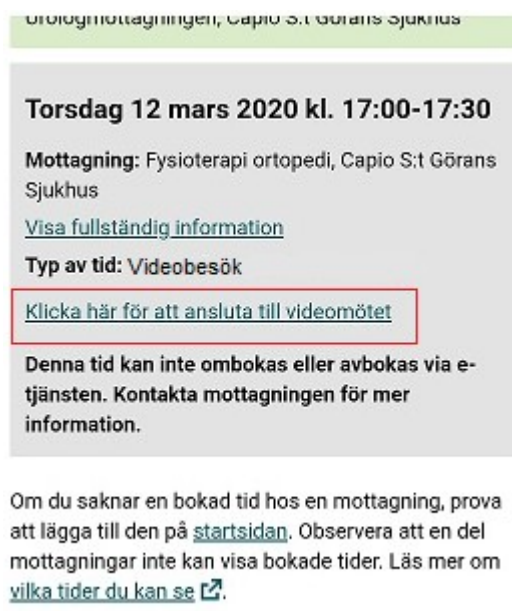 Urologmottagningen, Capio S:t Görans Sjukhus
Torsdag 12 mars 2020 kl. 17:00-17:30
Mottagning: Fysioterapi ortopedi, Capio S:t Görans
Sjukhus
Visa fullständig information
Typ av tid: Videobesök
Klicka här för att ansluta till videomötet
Denna tid kan inte ombokas eller avbokas via e-
tjänsten. Kontakta mottagningen för mer
information.
Om du saknar en bokad tid hos en mottagning, prova
att lägga till den på startsidan. Observera att en del
mottagningar inte kan visa bokade tider. Läs mer om
vilka tider du kan se.